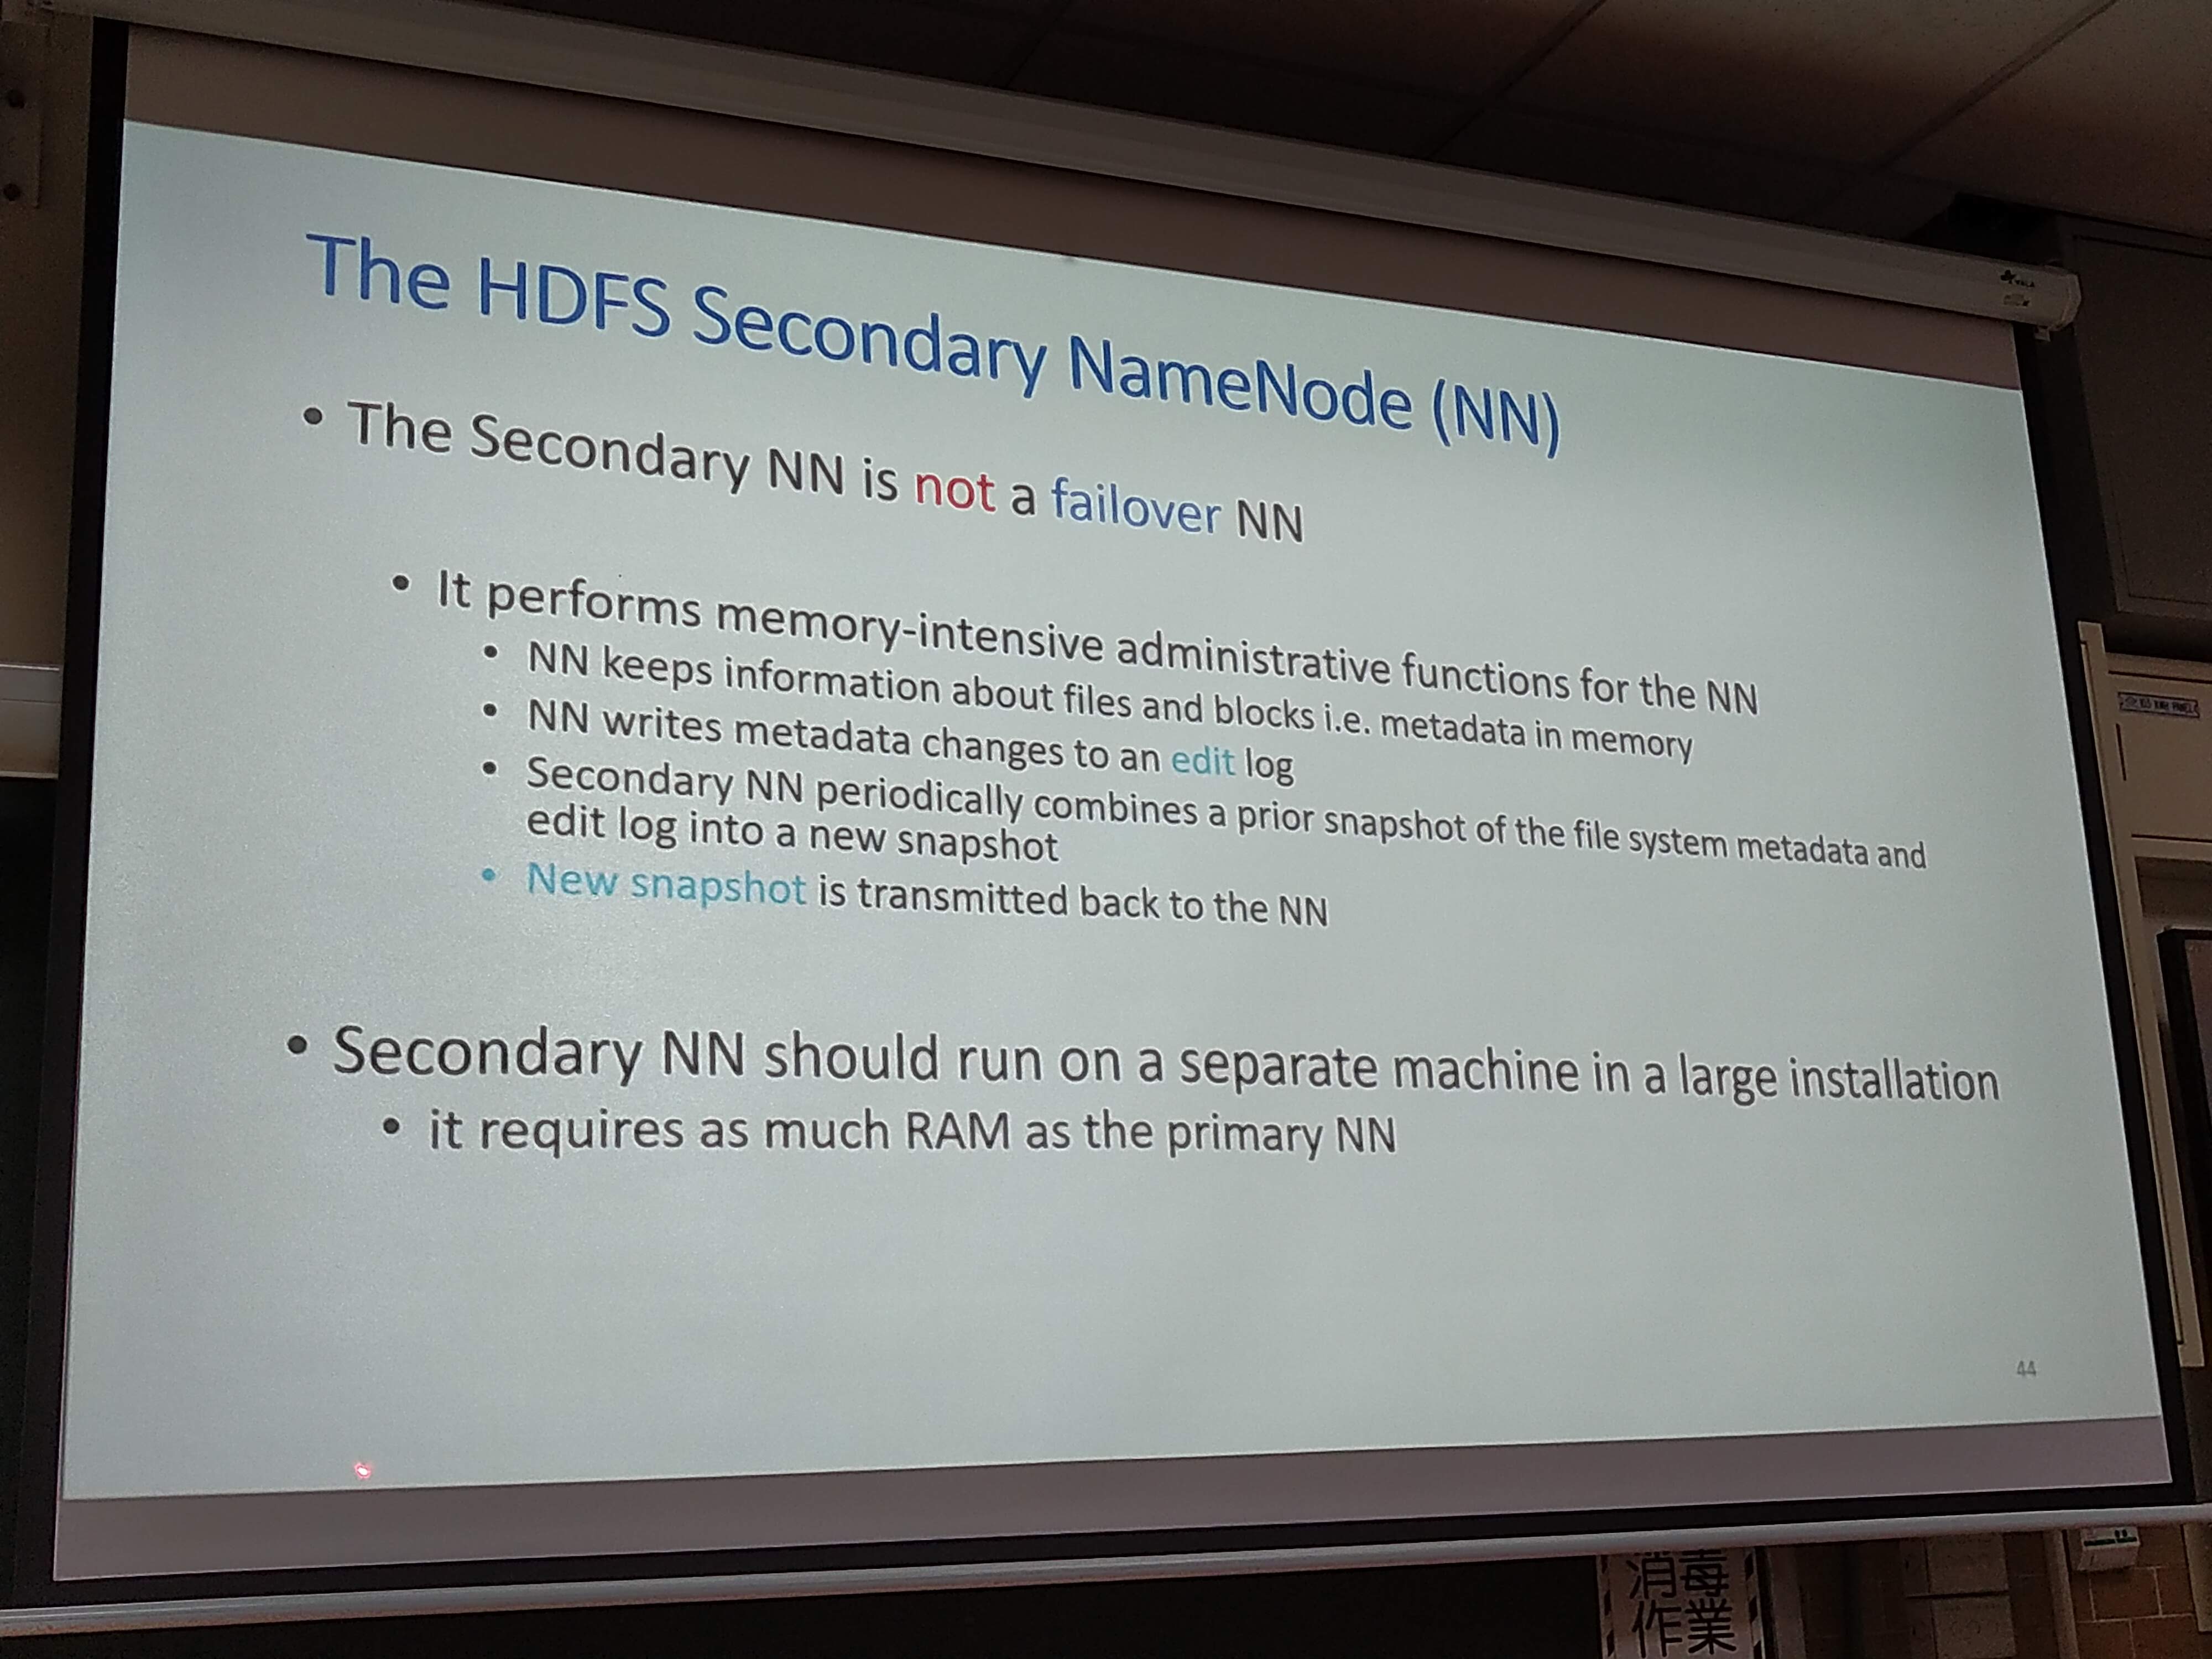 The HDFS Secondary NameNode (NN)
• The Secondary NN is not a failover NN
• It performs memory-intensive administrative functions for the NN
• NN keeps information about files and blocks i.e. metadata in memory
• NN writes metadata changes to an edit log
• Secondary NN periodically combines a prior snapshot of the file system metadata and
edit log into a new snapshot
• New snapshot is transmitted back to the NN
• Secondary NN should run on a separate machine in a large installation
• it requires as much RAM as the primary NN
44
消毒
作業